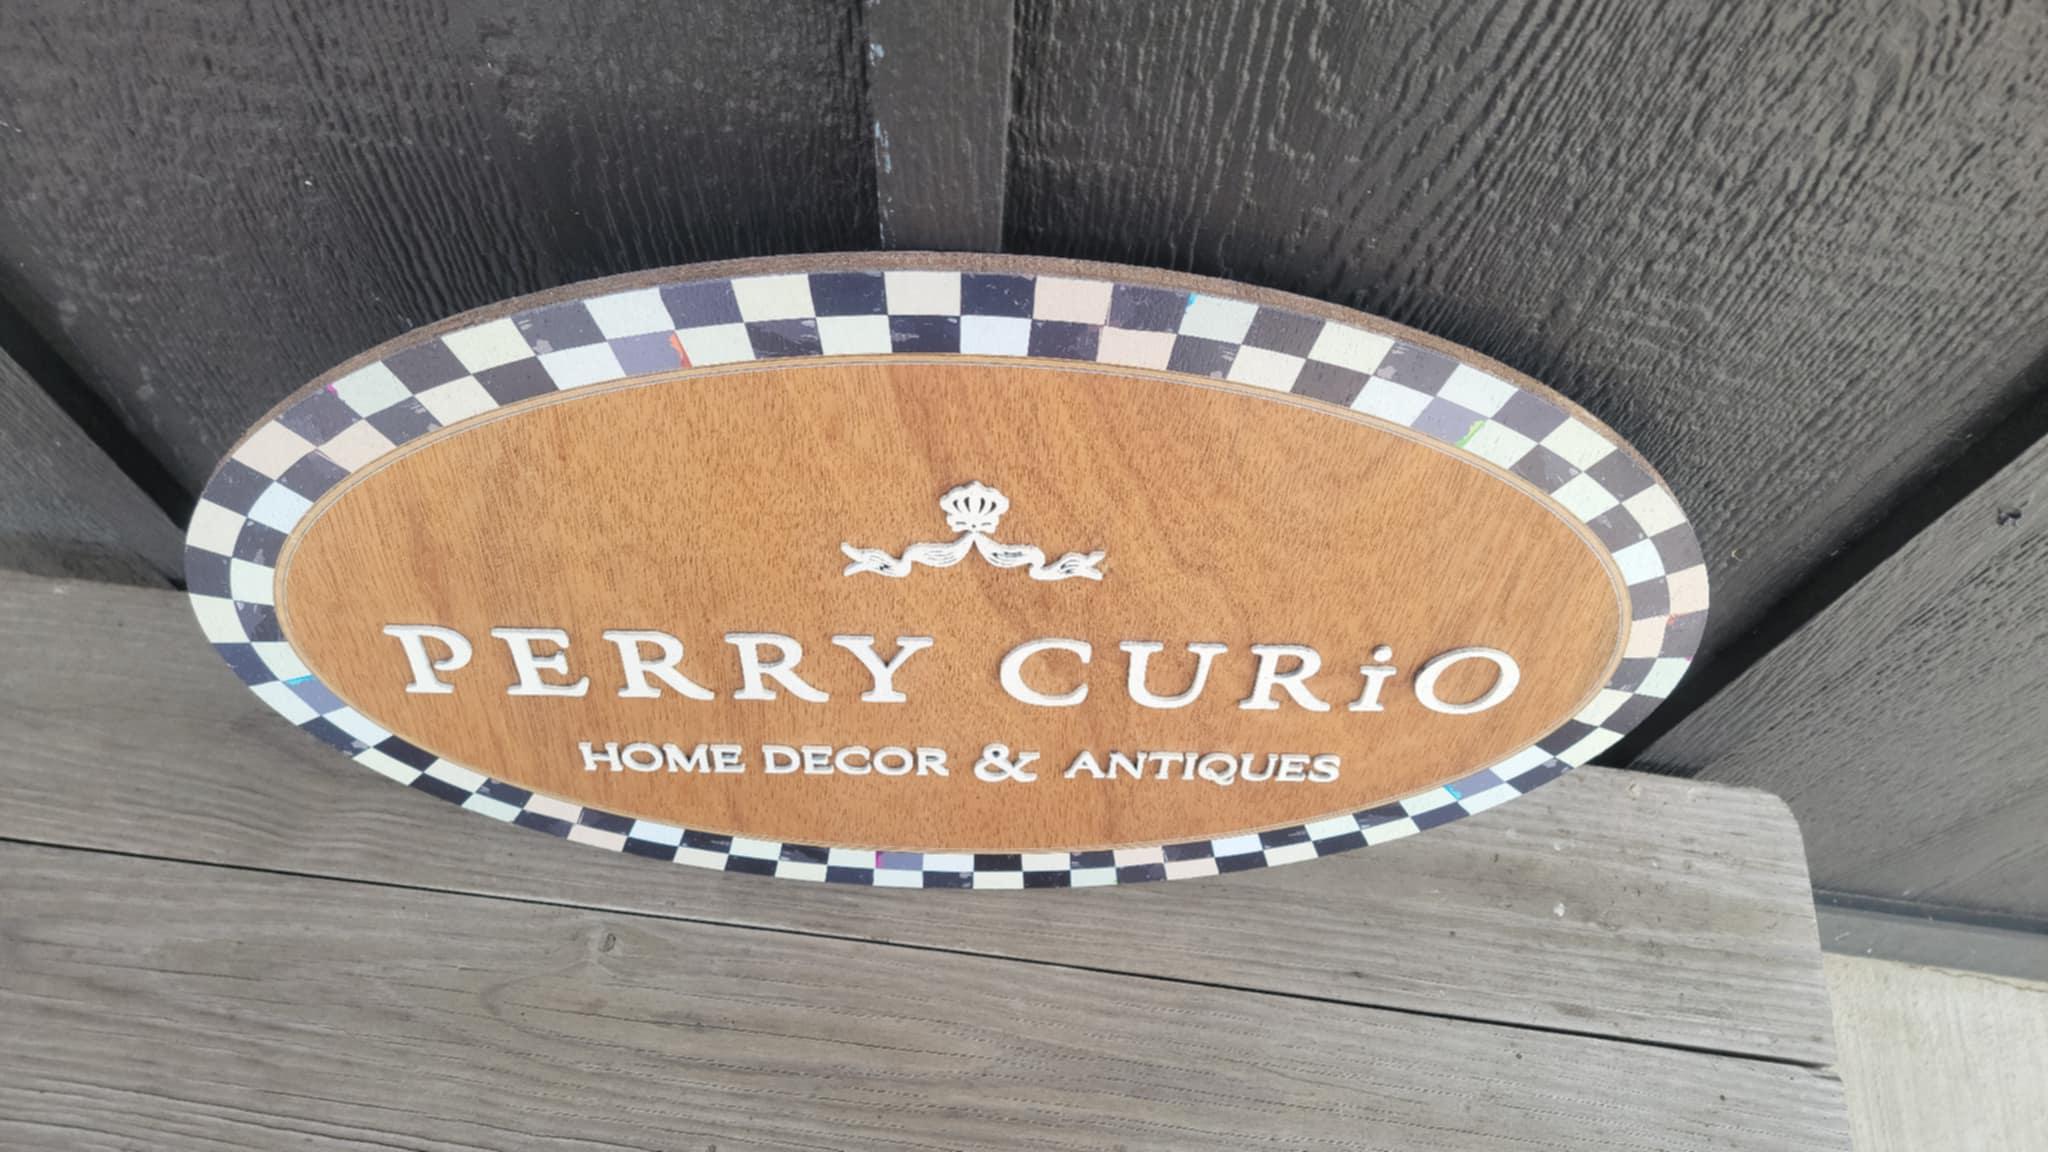 PERRY CURiO
HOME DECOR & ANTIQUES